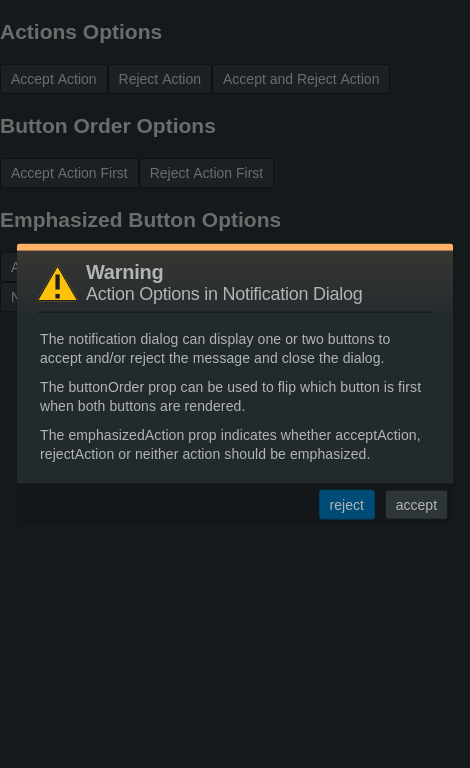 Actions Options
Accept Action Reject Action Accept and Reject Action
Button Order Options
Accept Action First Reject Action First
Emphasized Button Options
Warning
Action Options in Notification Dialog
The notification dialog can display one or two buttons to
accept and/or reject the message and close the dialog.
The buttonOrder prop can be used to flip which button is first
when both buttons are rendered.
The emphasizedAction prop indicates whether acceptAction,
rejectAction or neither action should be emphasized.
reject accept